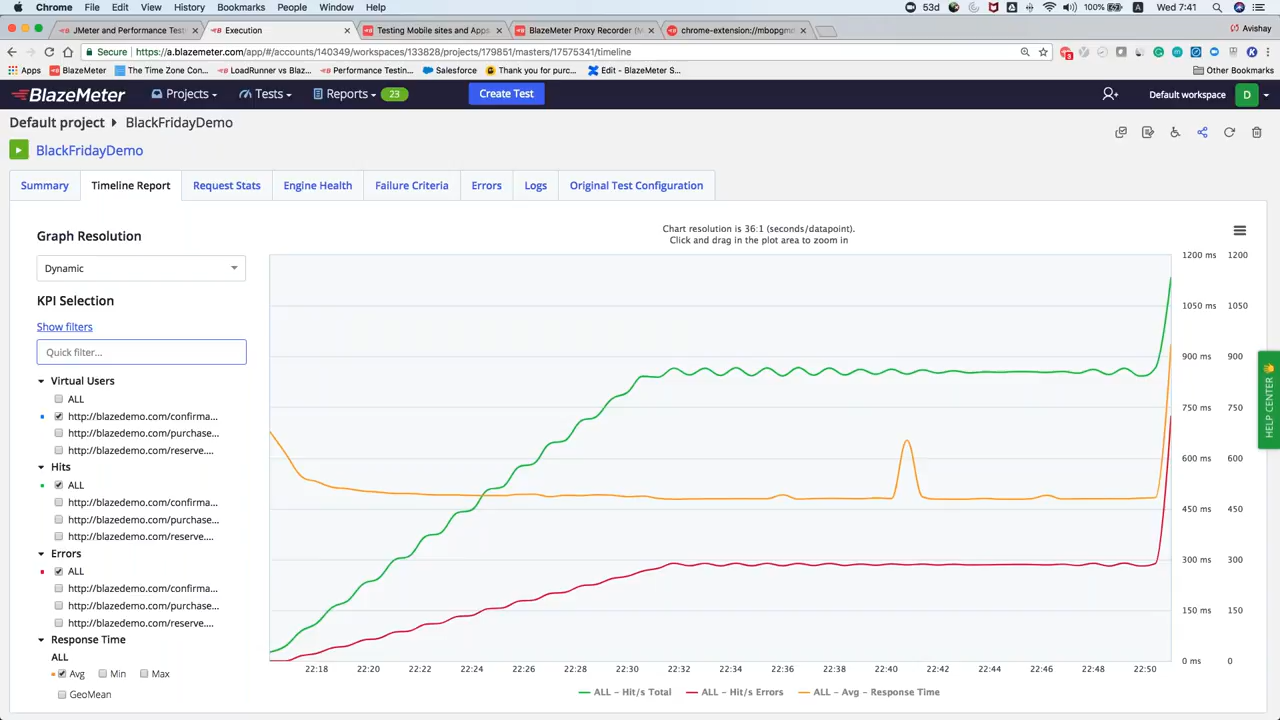 Chrome File Edit View History Bookmarks People Window Help 53d 100% A Wed 7:41
JMeter and Performance Testin × Execution × Testing Mobile sites and Apps × BlazeMeter Proxy Recorder (M × chrome-extension://mbopgmd × Avishay
Secure https://a.blazemeter.com/app/#/accounts/140349/workspaces/133828/projects/179851/masters/17575341/timeline
Apps BlazeMeter The Time Zone Con... LoadRunner vs Blaz... Performance Testin... Salesforce Thank you for purc... Edit - BlazeMeter S... Other Bookmarks
BlazeMeter Projects Tests Reports 23 Create Test Default workspace D
Default project BlackFridayDemo
BlackFridayDemo
Summary Timeline Report Request Stats Engine Health Failure Criteria Errors Logs Original Test Configuration
Graph Resolution
Dynamic
KPI Selection
Show filters
Quick filter...
Virtual Users
ALL
http://blazedemo.com/confirma...
http://blazedemo.com/purchase...
http://blazedemo.com/reserve....
Hits
ALL
http://blazedemo.com/confirma...
http://blazedemo.com/purchase...
http://blazedemo.com/reserve....
Errors
ALL
http://blazedemo.com/confirma...
http://blazedemo.com/purchase...
http://blazedemo.com/reserve....
Response Time
ALL
Avg Min Max
GeoMean
Chart resolution is 36:1 (seconds/datapoint).
Click and drag in the plot area to zoom in
1200 ms 1200
1050 ms 1050
900 ms 900
750 ms 750
600 ms 600
450 ms 450
300 ms 300
150 ms 150
0 ms 0
22:18 22:20 22:22 22:24 22:26 22:28 22:30 22:32 22:34 22:36 22:38 22:40 22:42 22:44 22:46 22:48 22:50
ALL - Hit/s Total ALL - Hit/s Errors ALL - Avg - Response Time
HELP CENTER